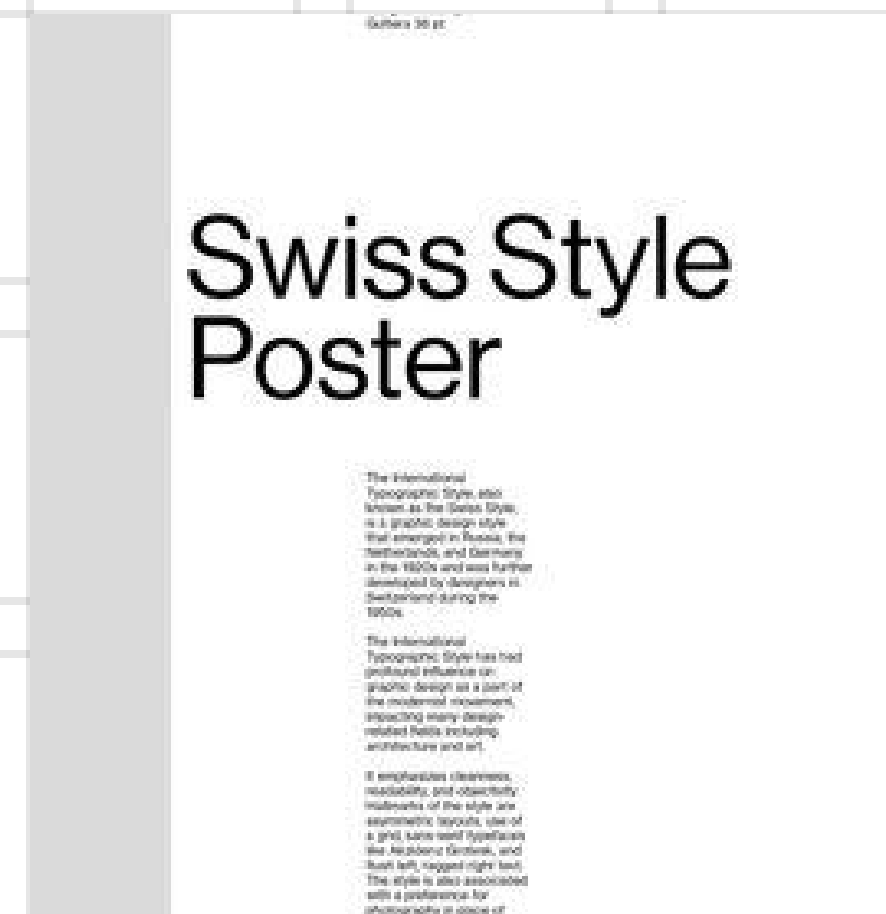 Gutters 36 pt
Swiss Style
Poster
The International
Typographic Style, also
known as the Swiss Style,
is a graphic design style
that emerged in Russia, the
Netherlands, and Germany
in the 1920s and was further
developed by designers in
Switzerland during the
1950s.
The International
Typographic Style has had
profound influence on
graphic design as a part of
the modernist movement,
impacting many design-
related fields including
architecture and art.
It emphasizes cleanness,
readability, and objectivity.
Hallmarks of the style are
asymmetric layouts, use of
a grid, sans-serif typefaces
like Akzidenz Grotesk, and
flush left, ragged right text.
The style is also associated
with a preference for
photography in place of